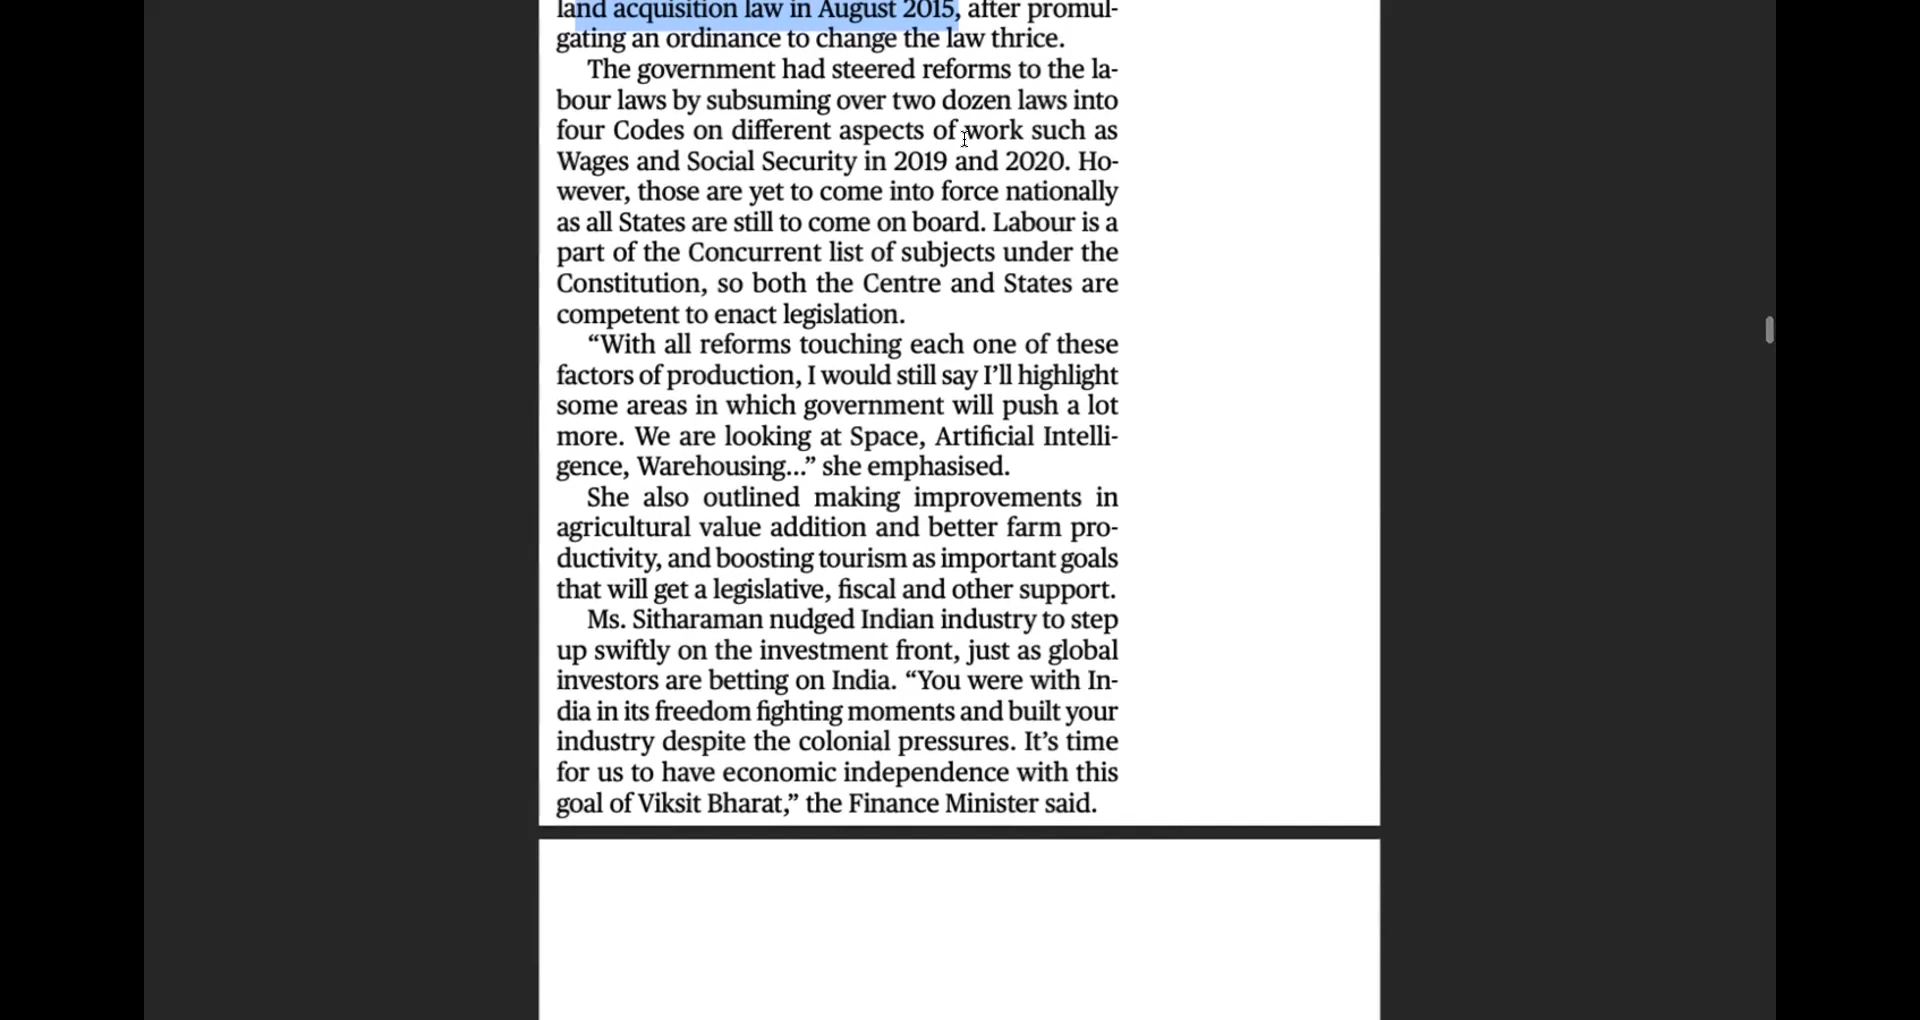 land acquisition law in August 2015, after promul-
gating an ordinance to change the law thrice.
The government had steered reforms to the la-
bour laws by subsuming over two dozen laws into
four Codes on different aspects of work such as
Wages and Social Security in 2019 and 2020. Ho-
wever, those are yet to come into force nationally
as all States are still to come on board. Labour is a
part of the Concurrent list of subjects under the
Constitution, so both the Centre and States are
competent to enact legislation.
“With all reforms touching each one of these
factors of production, I would still say I’ll highlight
some areas in which government will push a lot
more. We are looking at Space, Artificial Intelli-
gence, Warehousing...” she emphasised.
She also outlined making improvements in
agricultural value addition and better farm pro-
ductivity, and boosting tourism as important goals
that will get a legislative, fiscal and other support.
Ms. Sitharaman nudged Indian industry to step
up swiftly on the investment front, just as global
investors are betting on India. “You were with In-
dia in its freedom fighting moments and built your
industry despite the colonial pressures. It’s time
for us to have economic independence with this
goal of Viksit Bharat,” the Finance Minister said.